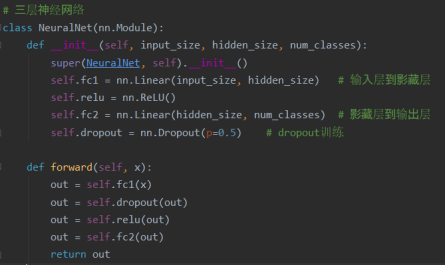 # 三层神经网络
class NeuralNet(nn.Module):
    def __init__(self, input_size, hidden_size, num_classes):
        super(NeuralNet, self).__init__()
        self.fc1 = nn.Linear(input_size, hidden_size)   # 输入层到影藏层
        self.relu = nn.ReLU()
        self.fc2 = nn.Linear(hidden_size, num_classes)  # 影藏层到输出层
        self.dropout = nn.Dropout(p=0.5)    # dropout训练
    def forward(self, x):
        out = self.fc1(x)
        out = self.dropout(out)
        out = self.relu(out)
        out = self.fc2(out)
        return out